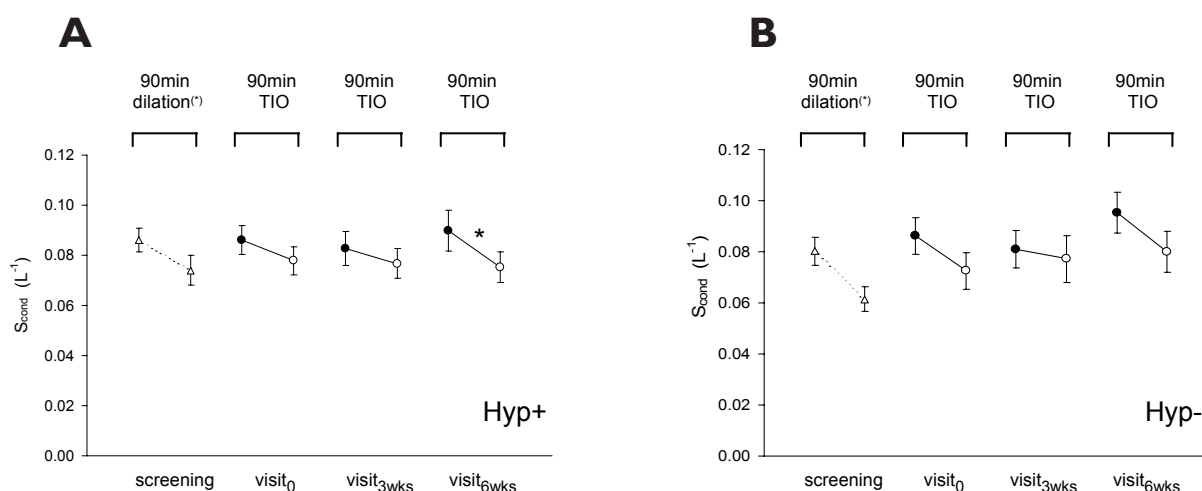 A
90min dilation(*)
90min TIO
90min TIO
90min TIO
0.12
0.10
0.08
0.06
0.04
0.02
0.00
Scond (L-1)
*
Hyp+
screening
visit0
visit3wks
visit6wks
B
90min dilation(*)
90min TIO
90min TIO
90min TIO
0.12
0.10
0.08
0.06
0.04
0.02
0.00
Scond (L-1)
Hyp-
screening
visit0
visit3wks
visit6wks